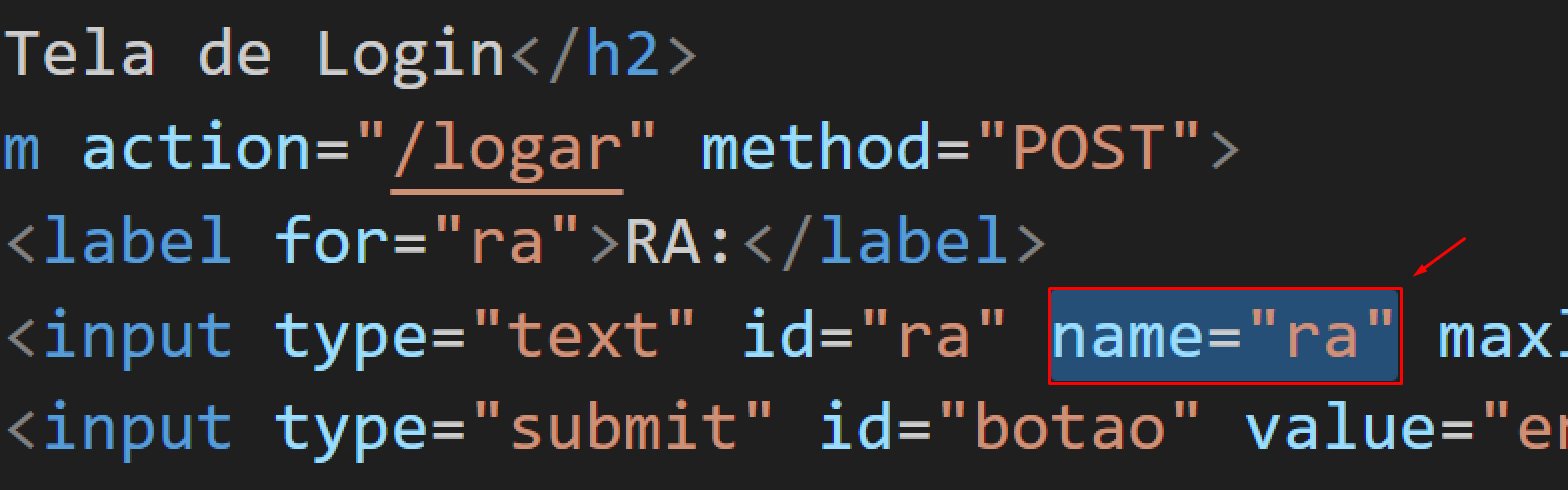 Tela de Login</h2>
m action="/logar" method="POST">
<label for="ra">RA:</label>
<input type="text" id="ra" name="ra" maxl
<input type="submit" id="botao" value="en